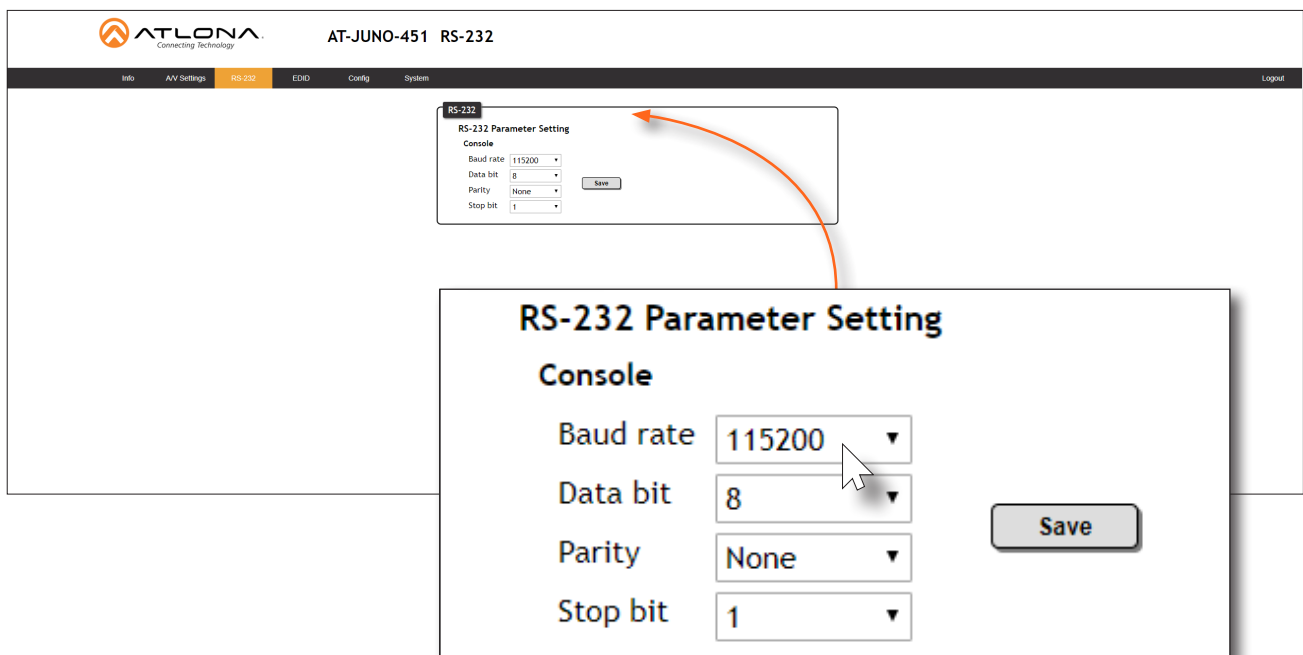 ATLONA.
Connecting Technology
AT-JUNO-451 RS-232
Info A/V Settings RS-232 EDID Config System Logout
RS-232
RS-232 Parameter Setting
Console
Baud rate 115200
Data bit 8
Save
Parity None
Stop bit 1
RS-232 Parameter Setting
Console
Baud rate 115200
Data bit 8
Save
Parity None
Stop bit 1